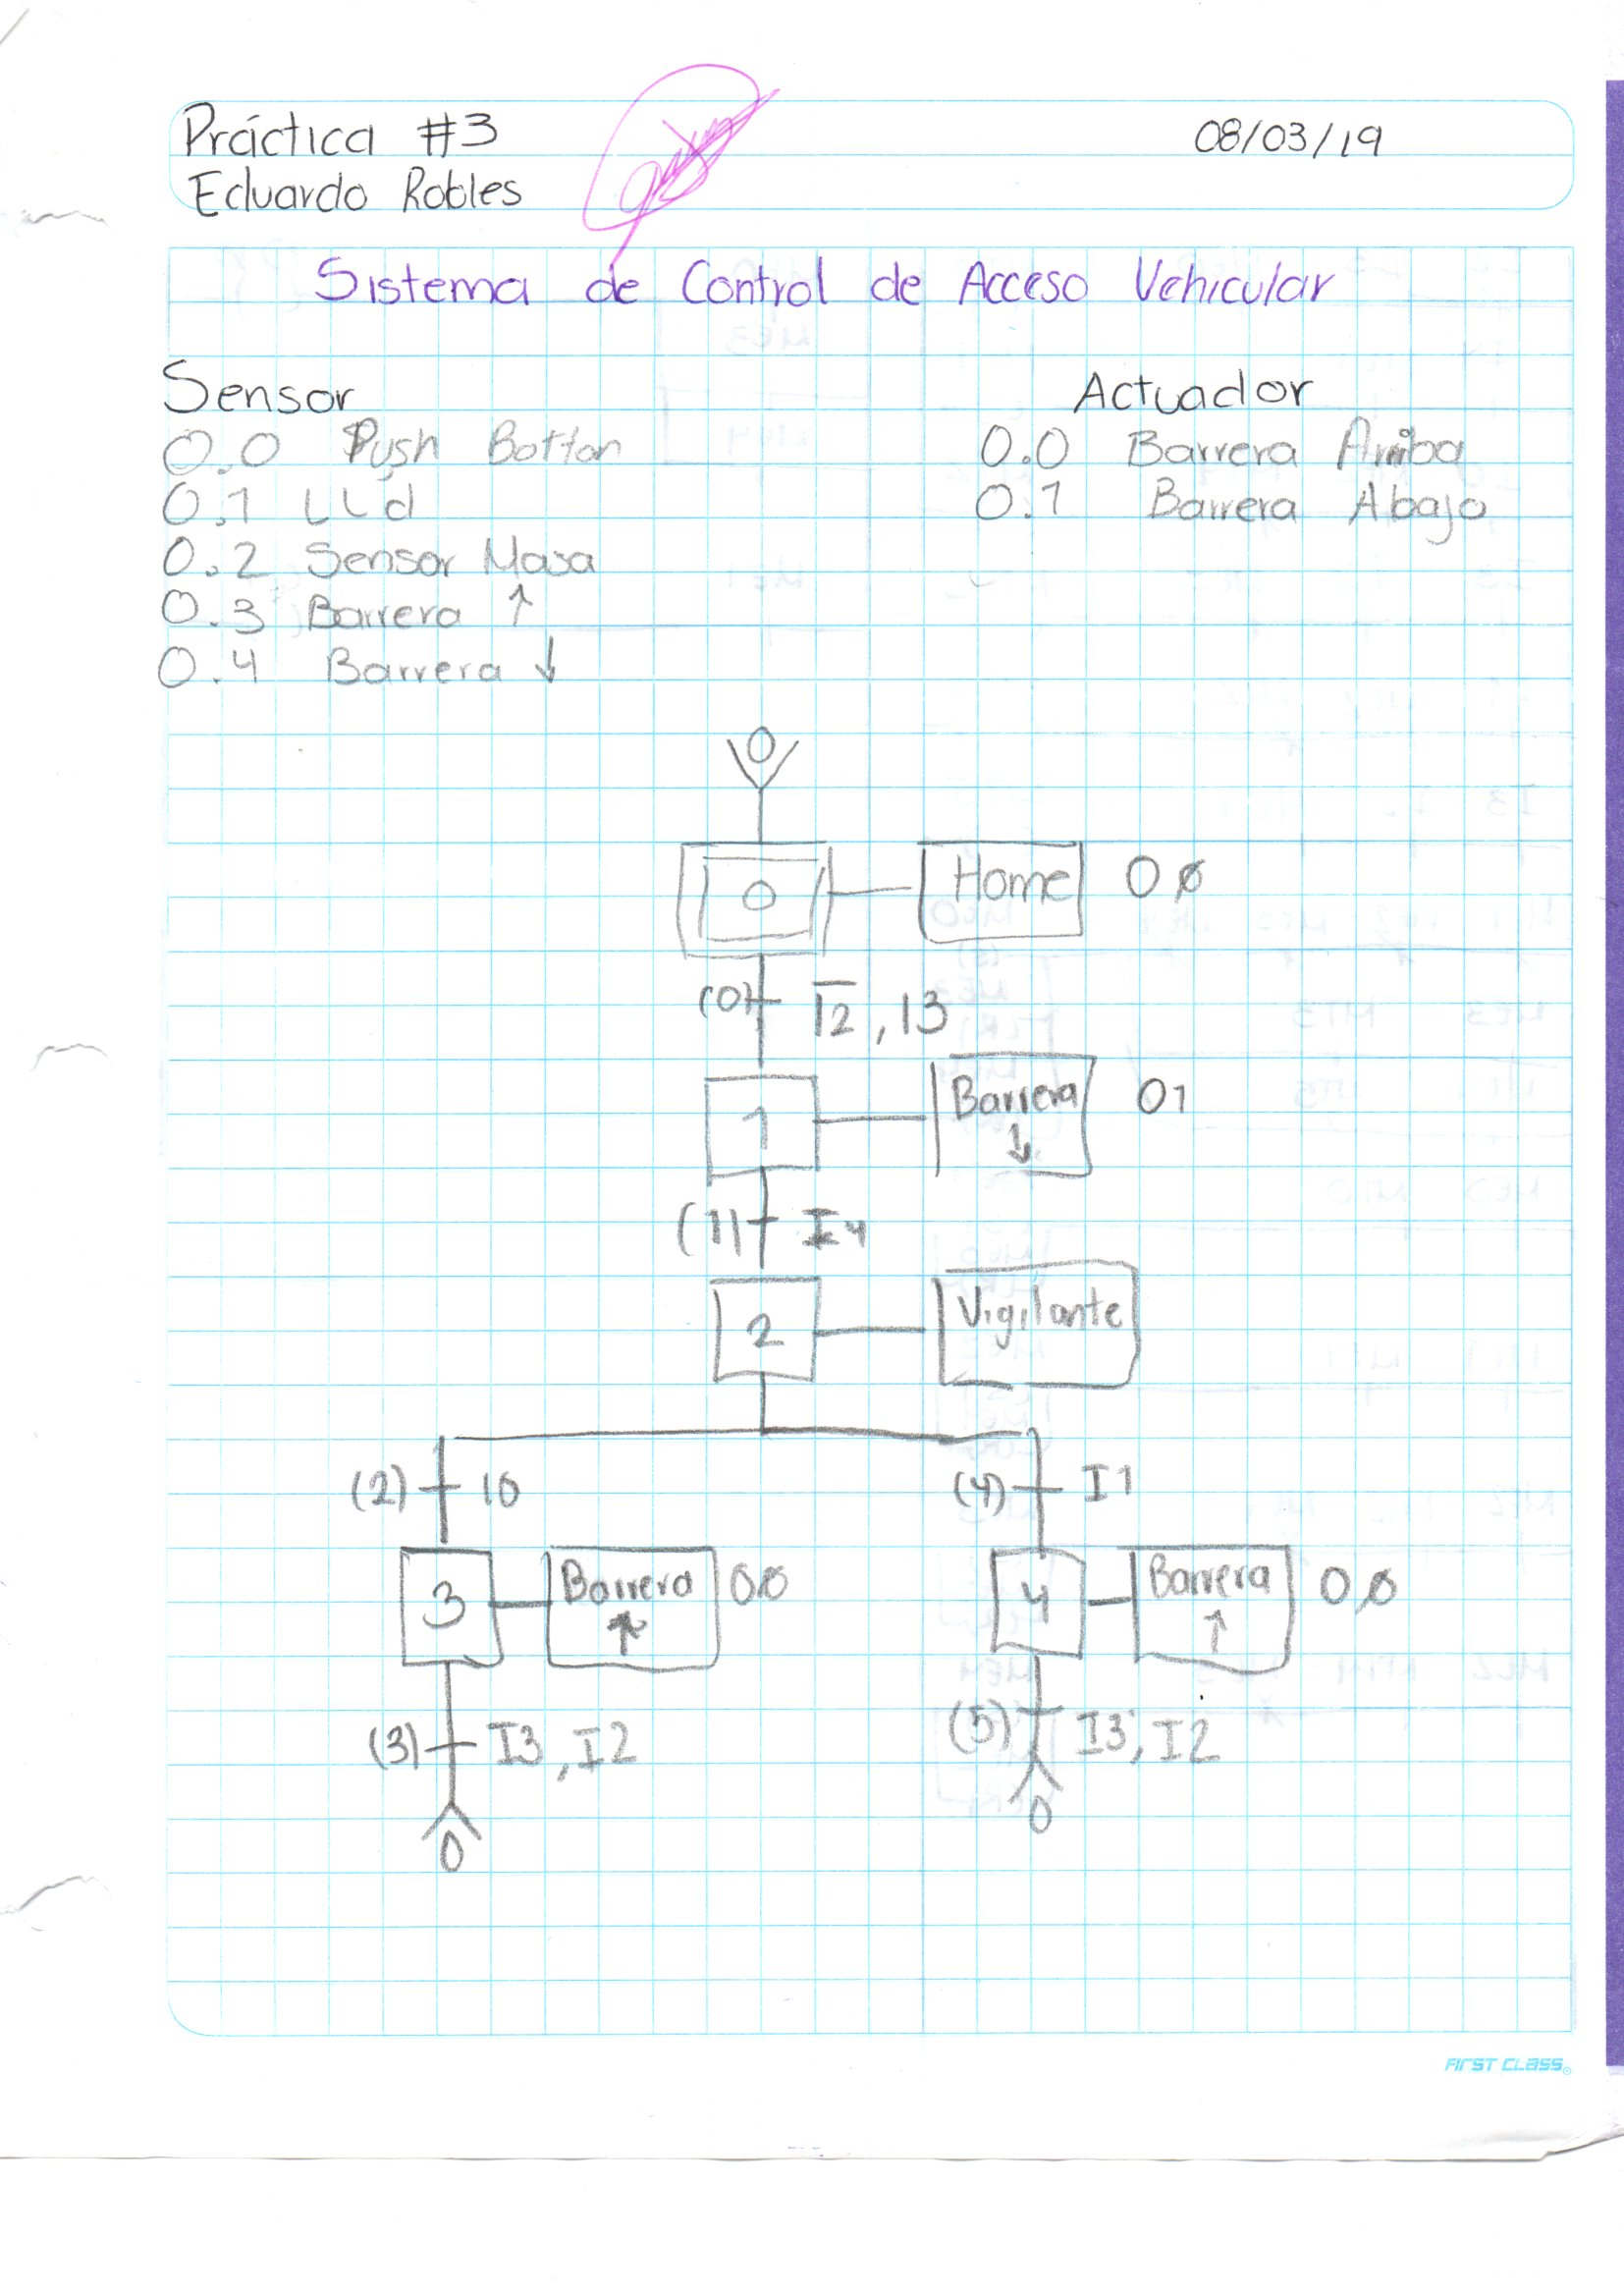 Práctica #3
08/03/19
Eduardo Robles
Sistema de Control de Acceso Vehicular
Sensor
Actuador
0.0 Push Botton
0.0 Barrera Arriba
0.1 LLd
0.1 Barrera Abajo
0.2 Sensor Masa
0.3 Barrera ↑
0.4 Barrera ↓
0
0
Home
0 0
(0) I̅2̅, I3
1
Barrera
↓
01
(1) I4
2
Vigilante
(2) I0
(4) I1
3
Barrera
↑
0.0
4
Barrera
↑
0.0
(3) I3, I2
(5) I3, I2
0
0
FIRST CLASS